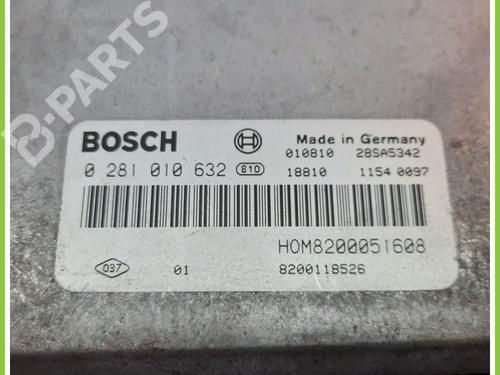 B-PARTS
BOSCH Made in Germany
010810 28SA5342
0 281 010 632 810 18810 1154 0097
HOM8200051608
037 01 8200118526